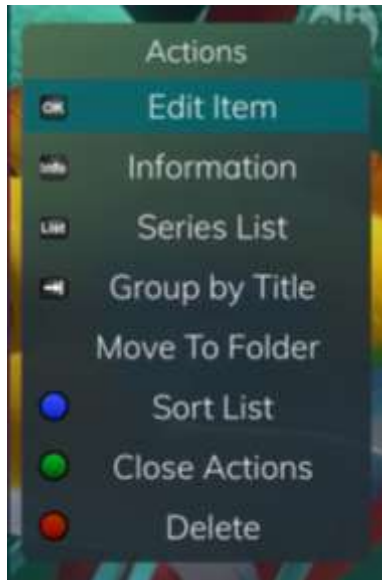 Actions
OK Edit Item
Info Information
List Series List
Group by Title
Move To Folder
Sort List
Close Actions
Delete